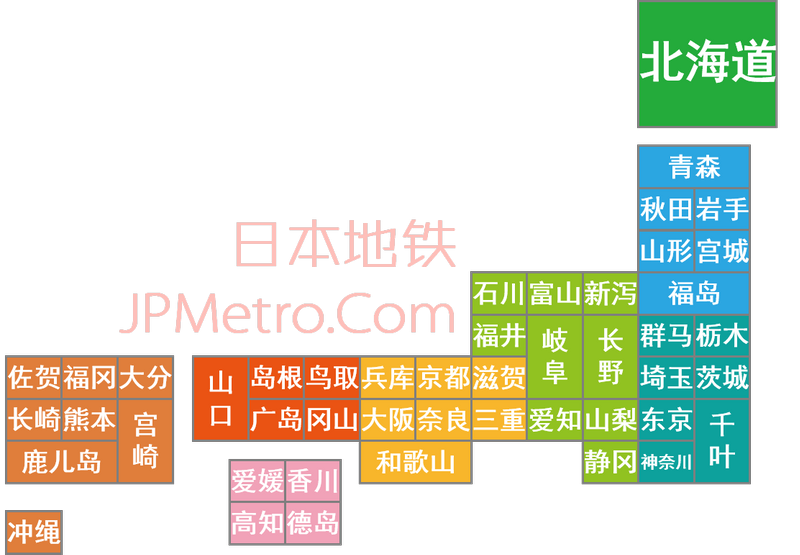 北海道
青森
秋田 岩手
山形 宫城
日本地铁
JPMetro.Com
石川 富山 新泻 福岛
福井 岐阜 长野 群马 栃木
佐贺 福冈 大分 山口 岛根 鸟取 兵库 京都 滋贺 埼玉 茨城
长崎 熊本 宫崎 广岛 冈山 大阪 奈良 三重 爱知 山梨 东京 千叶
鹿儿岛 和歌山 静冈 神奈川
爱媛 香川
高知 德岛
冲绳